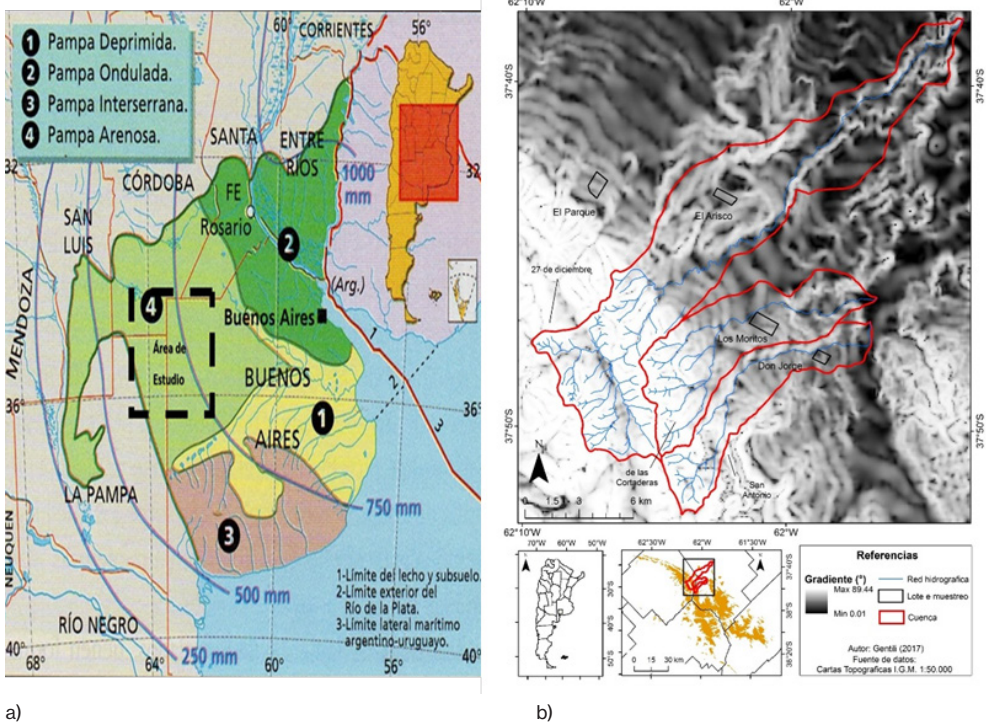 1 Pampa Deprimida.
2 Pampa Ondulada.
3 Pampa Interserrana.
4 Pampa Arenosa.
60°
CORRIENTES
56°
SANTA
ENTRE
RÍOS
32
32
1000
mm
CÓRDOBA
FE
SAN
LUIS
Rosario
2
MENDOZA
(Arg.)
4
Buenos Aires
1
Área de
Estudio
BUENOS
2
36°
36°
1
AIRES
3
LA PAMPA
750 mm
3
NEUQUEN
500 mm
1-Límite del lecho y subsuelo.
2-Límite exterior del
Río de la Plata.
3-Límite lateral marítimo
argentino-uruguayo.
RÍO NEGRO
40°
250 mm
40°
68°
64°
60°
56°
a)
62°10'W
62°W
37°40'S
37°40'S
El Parque
El Arisco
27 de diciembre
Los Montos
Don Jorge
37°50'S
37°50'S
N
de las
Cortaderas
San
Antonio
0 1.5 3 6 km
62°10'W
62°W
70°W 60°W 50°W
30°S
40°S
50°S
62°30'W 62°W 61°30'W
37°40'S
38°S
38°20'S
0 15 30 km
Referencias
Gradiente (°)
Max 89.44
Min 0.01
Red hidrografica
Lote e muestreo
Cuenca
Autor: Gentili (2017)
Fuente de datos:
Cartas Topograficas I.G.M. 1:50.000
b)